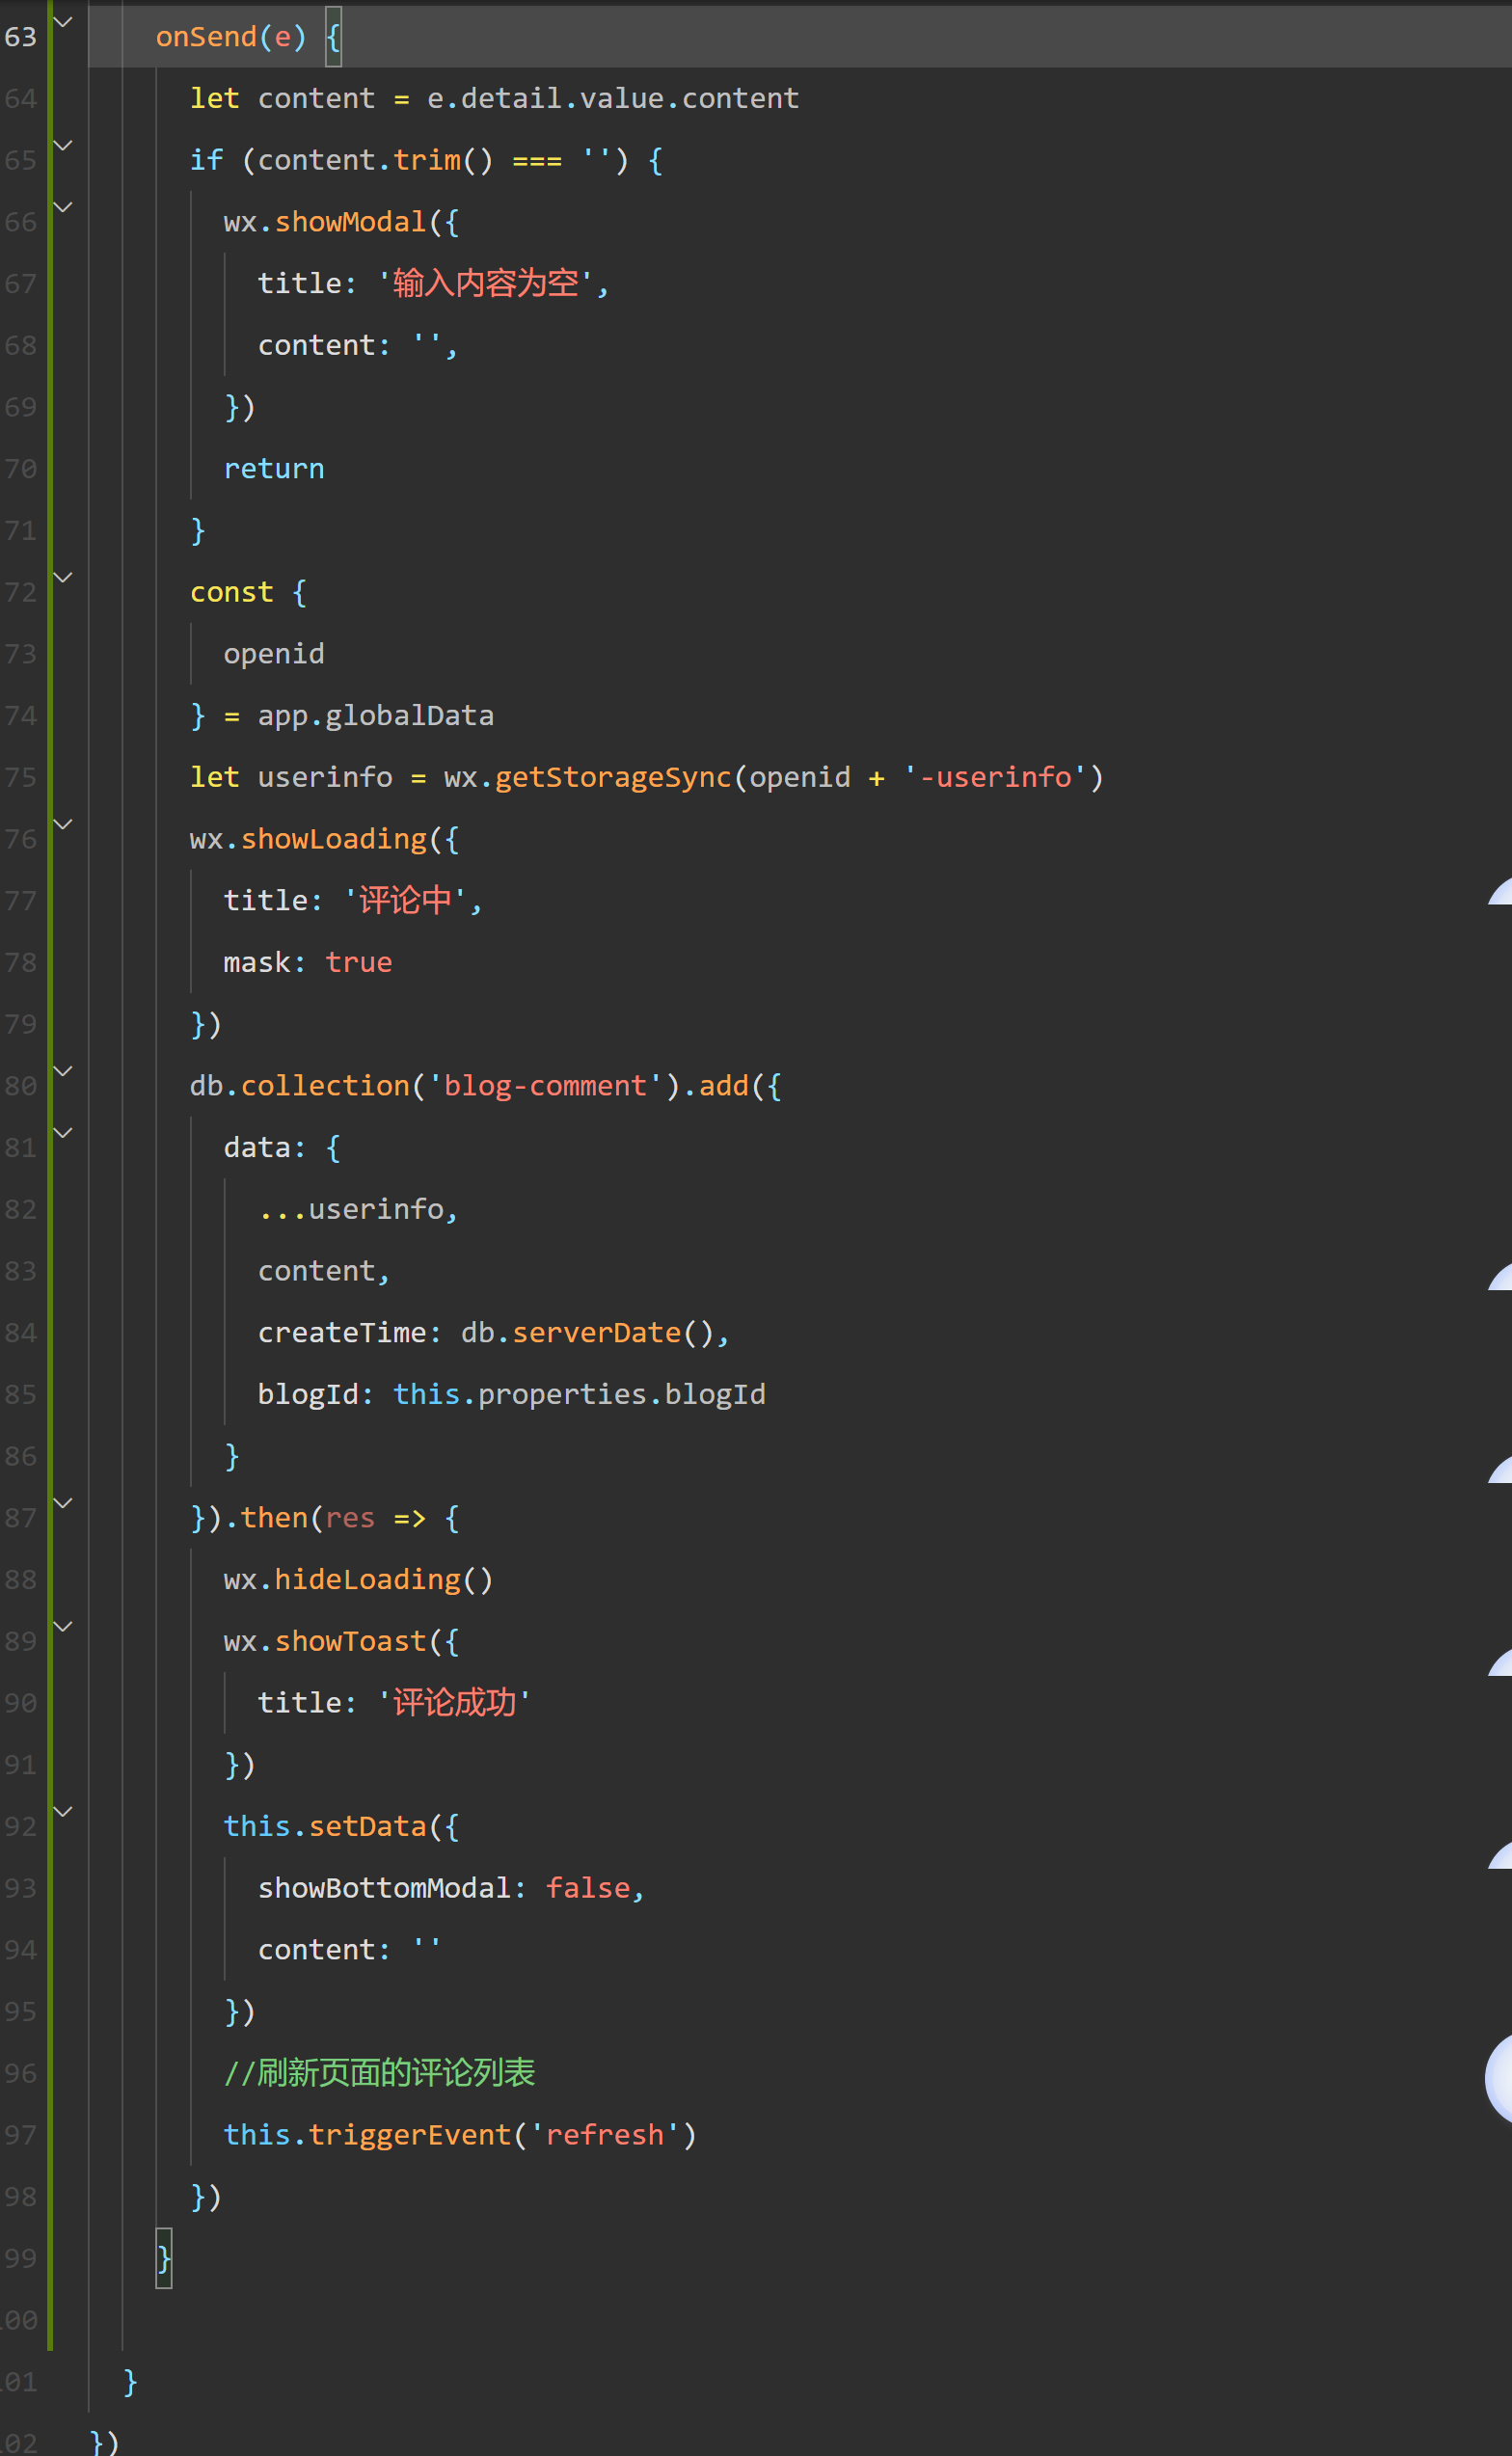 63 onSend(e) {
64 let content = e.detail.value.content
65 if (content.trim() === '') {
66 wx.showModal({
67 title: '输入内容为空',
68 content: '',
69 })
70 return
71 }
72 const {
73 openid
74 } = app.globalData
75 let userinfo = wx.getStorageSync(openid + '-userinfo')
76 wx.showLoading({
77 title: '评论中',
78 mask: true
79 })
80 db.collection('blog-comment').add({
81 data: {
82 ...userinfo,
83 content,
84 createTime: db.serverDate(),
85 blogId: this.properties.blogId
86 }
87 }).then(res => {
88 wx.hideLoading()
89 wx.showToast({
90 title: '评论成功'
91 })
92 this.setData({
93 showBottomModal: false,
94 content: ''
95 })
96 //刷新页面的评论列表
97 this.triggerEvent('refresh')
98 })
99 }
00
01 }
02 })